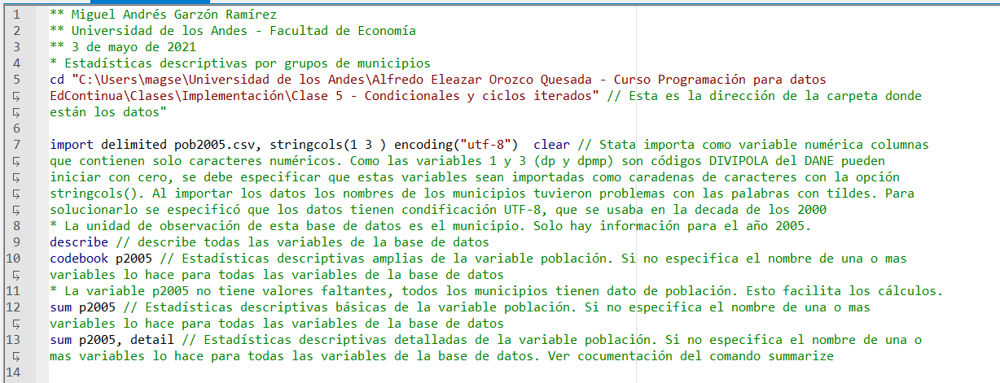 1 ** Miguel Andrés Garzón Ramírez
2 ** Universidad de los Andes - Facultad de Economía
3 ** 3 de mayo de 2021
4 * Estadísticas descriptivas por grupos de municipios
5 cd "C:\Users\magse\Universidad de los Andes\Alfredo Eleazar Orozco Quesada - Curso Programación para datos
EdContinua\Clases\Implementación\Clase 5 - Condicionales y ciclos iterados" // Esta es la dirección de la carpeta donde
están los datos"
6
7 import delimited pob2005.csv, stringcols(1 3 ) encoding("utf-8")  clear // Stata importa como variable numérica columnas
que contienen solo caracteres numéricos. Como las variables 1 y 3 (dp y dpmp) son códigos DIVIPOLA del DANE pueden
iniciar con cero, se debe especificar que estas variables sean importadas como caradenas de caracteres con la opción
stringcols(). Al importar los datos los nombres de los municipios tuvieron problemas con las palabras con tíldes. Para
solucionarlo se especificó que los datos tienen condificación UTF-8, que se usaba en la decada de los 2000
8 * La unidad de observación de esta base de datos es el municipio. Solo hay información para el año 2005.
9 describe // describe todas las variables de la base de datos
10 codebook p2005 // Estadísticas descriptivas amplias de la variable población. Si no especifica el nombre de una o mas
variables lo hace para todas las variables de la base de datos
11 * La variable p2005 no tiene valores faltantes, todos los municipios tienen dato de población. Esto facilita los cálculos.
12 sum p2005 // Estadísticas descriptivas básicas de la variable población. Si no especifica el nombre de una o mas
variables lo hace para todas las variables de la base de datos
13 sum p2005, detail // Estadísticas descriptivas detalladas de la variable población. Si no especifica el nombre de una o
mas variables lo hace para todas las variables de la base de datos. Ver cocumentación del comando summarize
14